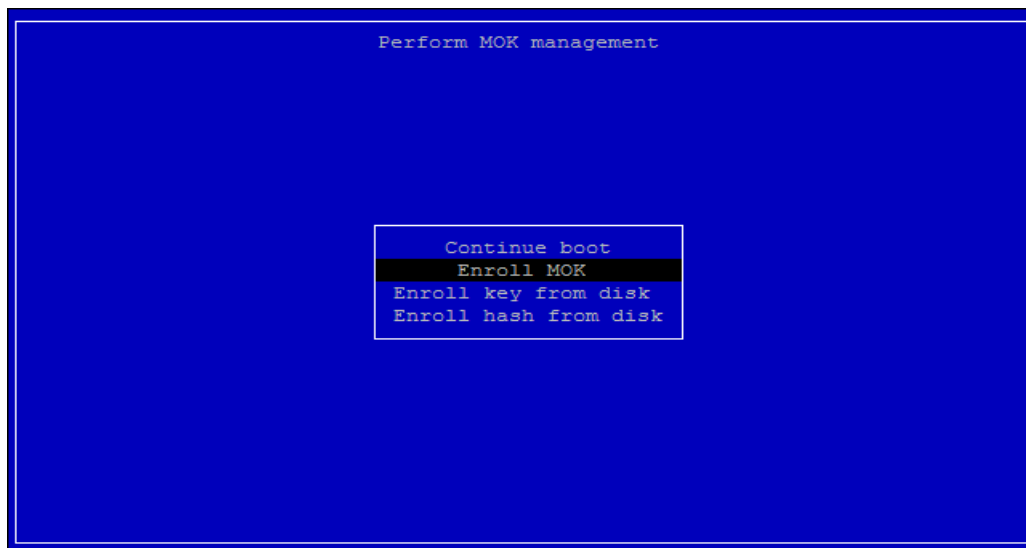 Perform MOK management
Continue boot
Enroll MOK
Enroll key from disk
Enroll hash from disk